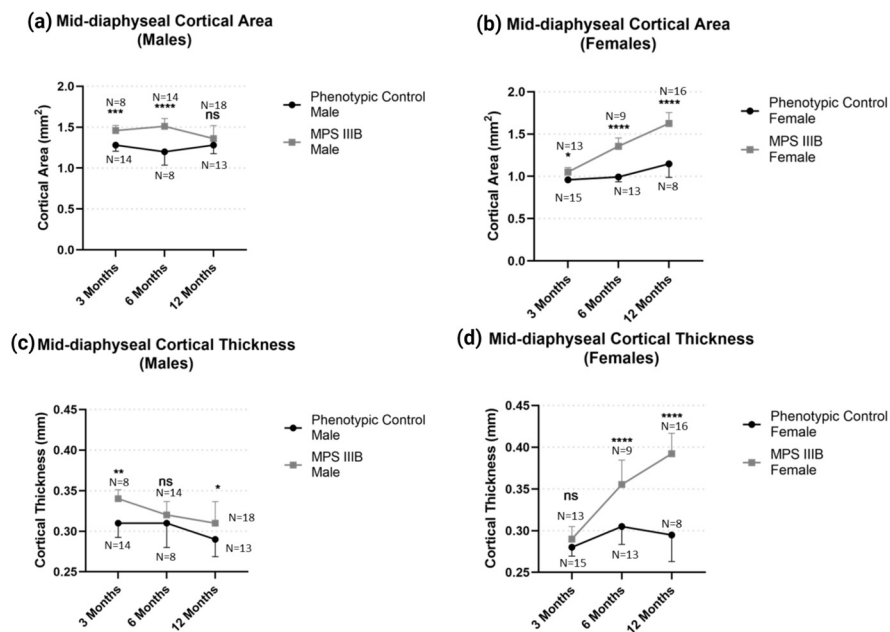 (a) Mid-diaphyseal Cortical Area
(Males)
2.0
1.5
1.0
0.5
0.0
Cortical Area (mm²)
N=8
***
N=14
****
N=18
ns
N=14
N=8
N=13
3 Months
6 Months
12 Months
Phenotypic Control
Male
MPS IIIB
Male
(b) Mid-diaphyseal Cortical Area
(Females)
2.0
1.5
1.0
0.5
0.0
Cortical Area (mm²)
N=13
*
N=9
****
N=16
****
N=15
N=13
N=8
3 Months
6 Months
12 Months
Phenotypic Control
Female
MPS IIIB
Female
(c) Mid-diaphyseal Cortical Thickness
(Males)
0.45
0.40
0.35
0.30
0.25
Cortical Thickness (mm)
**
N=8
ns
N=14
*
N=18
N=14
N=8
N=13
3 Months
6 Months
12 Months
Phenotypic Control
Male
MPS IIIB
Male
(d) Mid-diaphyseal Cortical Thickness
(Females)
0.45
0.40
0.35
0.30
0.25
Cortical Thickness (mm)
ns
N=13
****
N=9
****
N=16
N=15
N=13
N=8
3 Months
6 Months
12 Months
Phenotypic Control
Female
MPS IIIB
Female